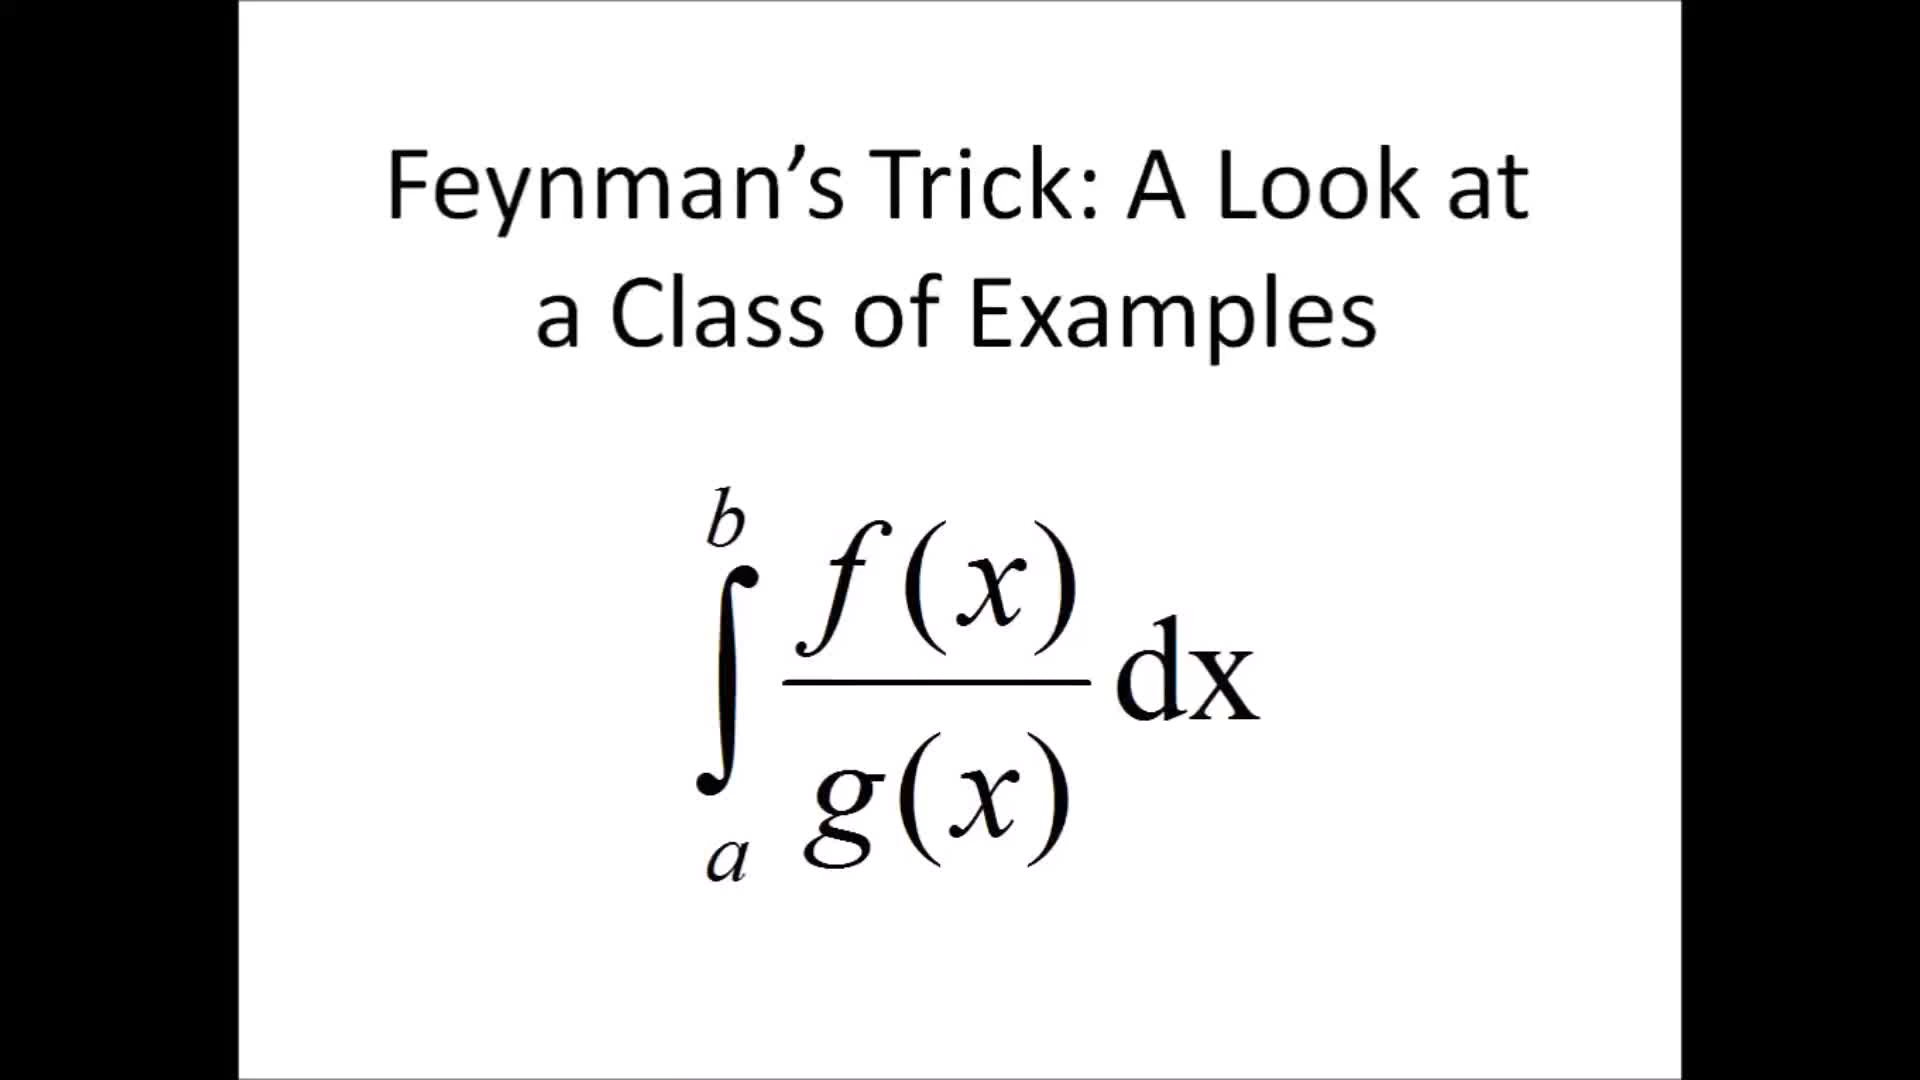 Feynman’s Trick: A Look at
a Class of Examples
b
∫ f(x)/g(x) dx
a